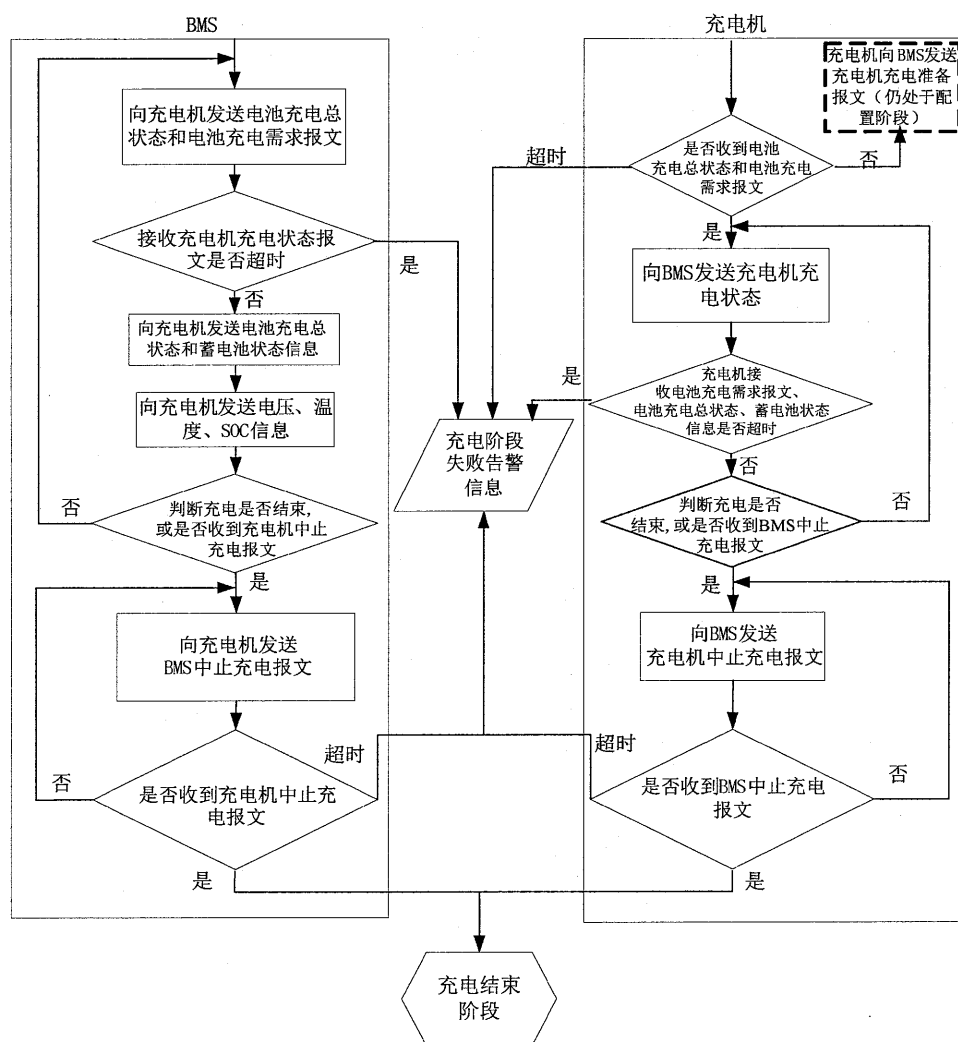 BMS
向充电机发送电池充电总
状态和电池充电需求报文
接收充电机充电状态报
文是否超时
是
否
向充电机发送电池充电总
状态和蓄电池状态信息
向充电机发送电压、温
度、SOC信息
判断充电是否结束,
或是否收到充电机中止
充电报文
否
是
向充电机发送
BMS中止充电报文
是否收到充电机中止充
电报文
否
超时
是
充电阶段
失败告警
信息
充电机
充电机向BMS发送
充电机充电准备
报文（仍处于配
置阶段）
是否收到电池
充电总状态和电池充电
需求报文
超时
否
是
向BMS发送充电机充
电状态
充电机接
收电池充电需求报文、
电池充电总状态、蓄电池状态
信息是否超时
是
否
判断充电是否
结束,或是否收到BMS中止
充电报文
否
是
向BMS发送
充电机中止充电报文
是否收到BMS中止充电
报文
超时
否
是
充电结束
阶段